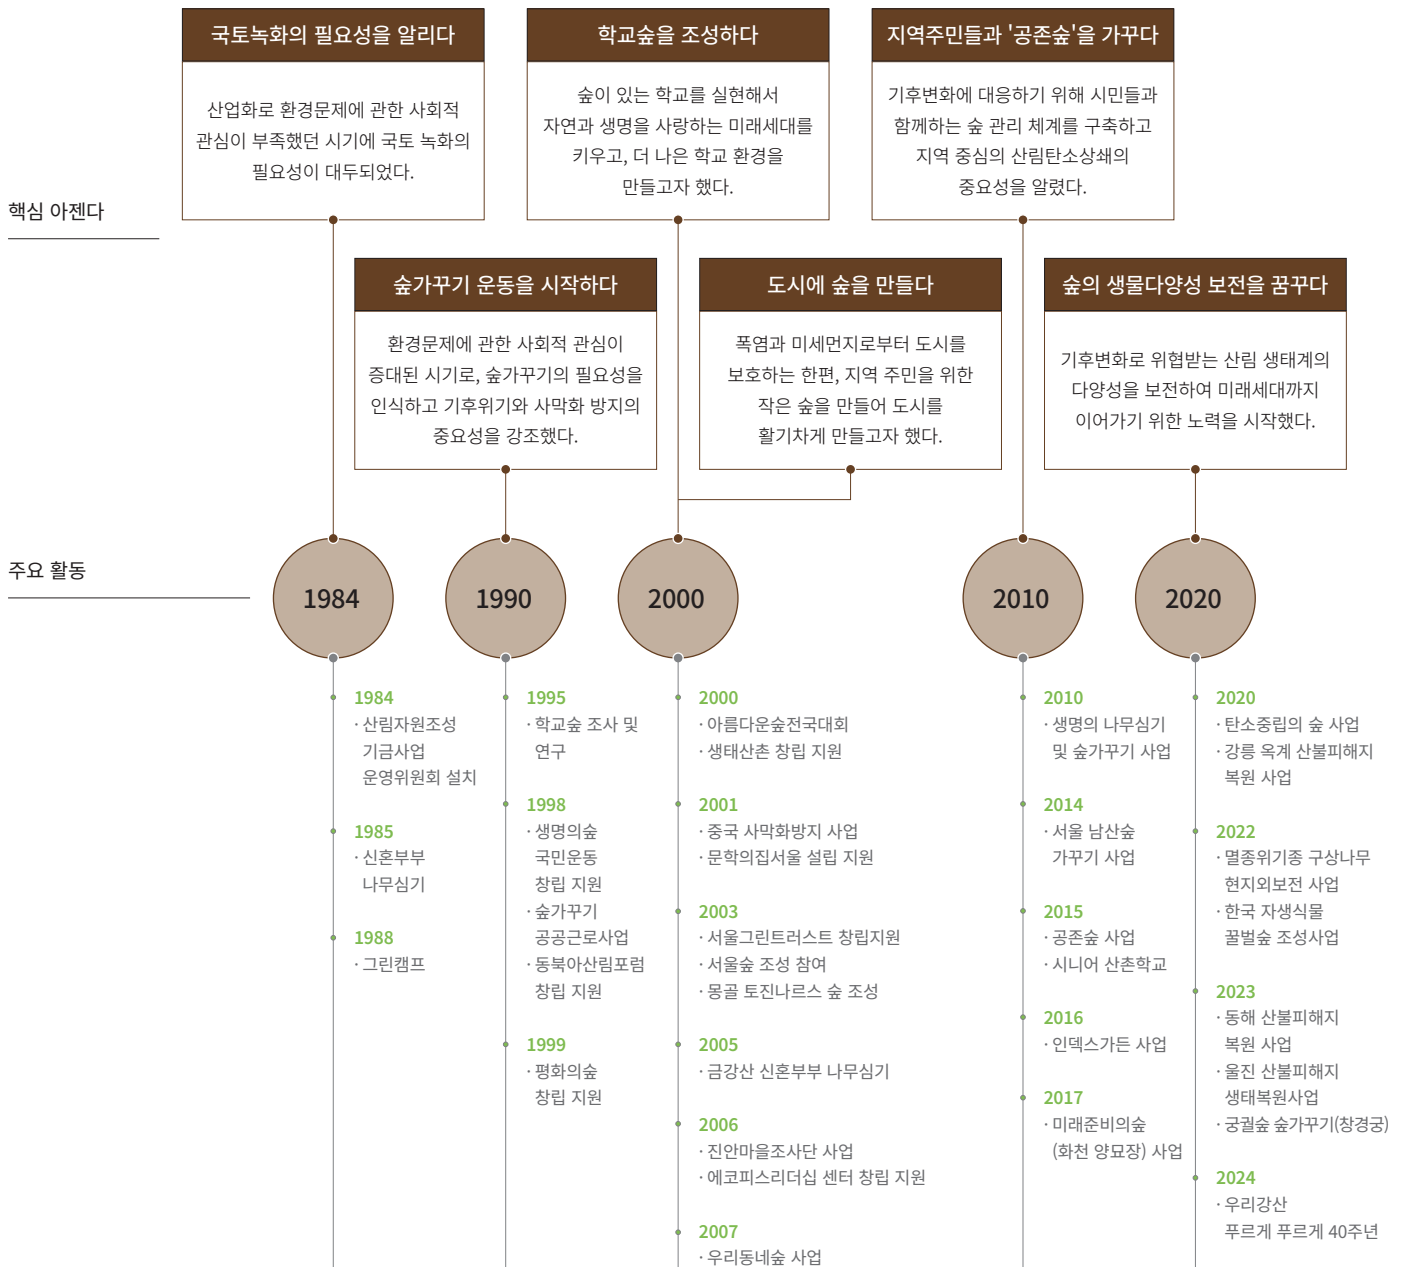 국토녹화의 필요성을 알리다
산업화로 환경문제에 관한 사회적
관심이 부족했던 시기에 국토 녹화의
필요성이 대두되었다.
학교숲을 조성하다
숲이 있는 학교를 실현해서
자연과 생명을 사랑하는 미래세대를
키우고, 더 나은 학교 환경을
만들고자 했다.
지역주민들과 '공존숲'을 가꾸다
기후변화에 대응하기 위해 시민들과
함께하는 숲 관리 체계를 구축하고
지역 중심의 산림탄소상쇄의
중요성을 알렸다.
핵심 아젠다
숲가꾸기 운동을 시작하다
환경문제에 관한 사회적 관심이
증대된 시기로, 숲가꾸기의 필요성을
인식하고 기후위기와 사막화 방지의
중요성을 강조했다.
도시에 숲을 만들다
폭염과 미세먼지로부터 도시를
보호하는 한편, 지역 주민을 위한
작은 숲을 만들어 도시를
활기차게 만들고자 했다.
숲의 생물다양성 보전을 꿈꾸다
기후변화로 위협받는 산림 생태계의
다양성을 보전하여 미래세대까지
이어가기 위한 노력을 시작했다.
주요 활동
1984
1990
2000
2010
2020
1984
· 산림자원조성
기금사업
운영위원회 설치
1985
· 신혼부부
나무심기
1988
· 그린캠프
1995
· 학교숲 조사 및
연구
1998
· 생명의숲
국민운동
창립 지원
· 숲가꾸기
공공근로사업
· 동북아산림포럼
창립 지원
1999
· 평화의숲
창립 지원
2000
· 아름다운숲전국대회
· 생태산촌 창립 지원
2001
· 중국 사막화방지 사업
· 문학의집서울 설립 지원
2003
· 서울그린트러스트 창립지원
· 서울숲 조성 참여
· 몽골 토진나르스 숲 조성
2005
· 금강산 신혼부부 나무심기
2006
· 진안마을조사단 사업
· 에코피스리더십 센터 창립 지원
2007
· 우리동네숲 사업
2010
· 생명의 나무심기
및 숲가꾸기 사업
2014
· 서울 남산숲
가꾸기 사업
2015
· 공존숲 사업
· 시니어 산촌학교
2016
· 인덱스가든 사업
2017
· 미래준비의숲
(화천 양묘장) 사업
2020
· 탄소중립의 숲 사업
· 강릉 옥계 산불피해지
복원 사업
2022
· 멸종위기종 구상나무
현지외보전 사업
· 한국 자생식물
꿀벌숲 조성사업
2023
· 동해 산불피해지
복원 사업
· 울진 산불피해지
생태복원사업
· 궁궐숲 숲가꾸기(창경궁)
2024
· 우리강산
푸르게 푸르게 40주년